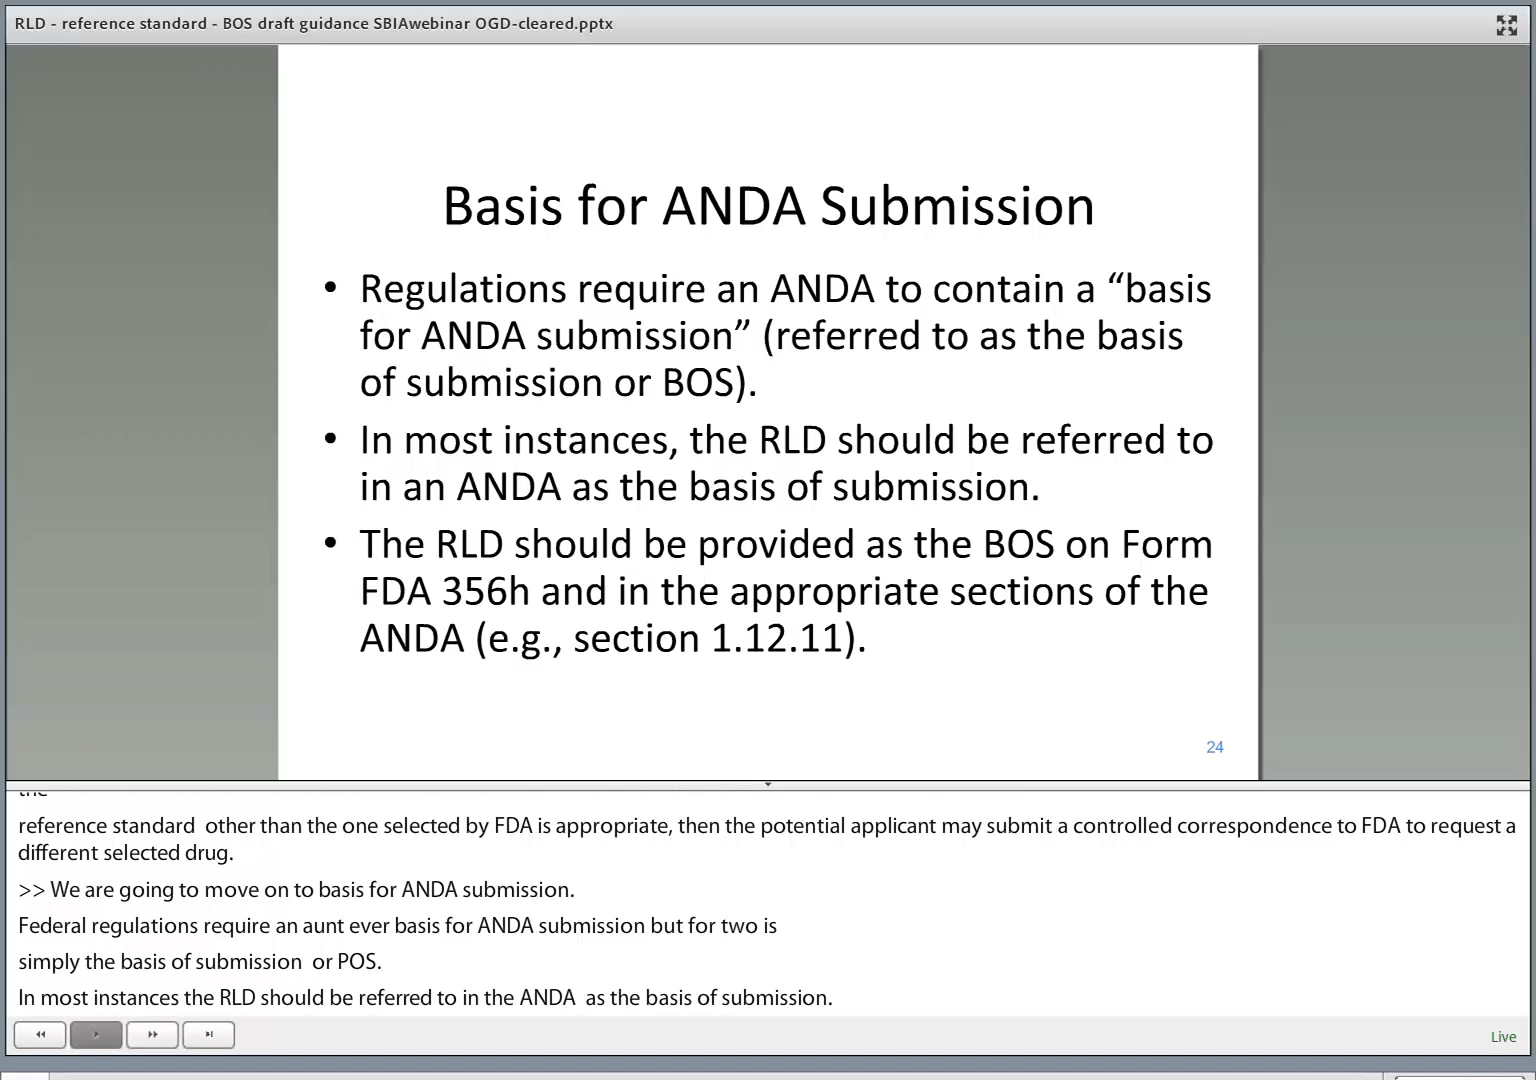 RLD - reference standard - BOS draft guidance SBIAwebinar OGD-cleared.pptx
Basis for ANDA Submission
• Regulations require an ANDA to contain a “basis
for ANDA submission” (referred to as the basis
of submission or BOS).
• In most instances, the RLD should be referred to
in an ANDA as the basis of submission.
• The RLD should be provided as the BOS on Form
FDA 356h and in the appropriate sections of the
ANDA (e.g., section 1.12.11).
24
the
reference standard other than the one selected by FDA is appropriate, then the potential applicant may submit a controlled correspondence to FDA to request a
different selected drug.
>> We are going to move on to basis for ANDA submission.
Federal regulations require an aunt ever basis for ANDA submission but for two is
simply the basis of submission or POS.
In most instances the RLD should be referred to in the ANDA as the basis of submission.
Live